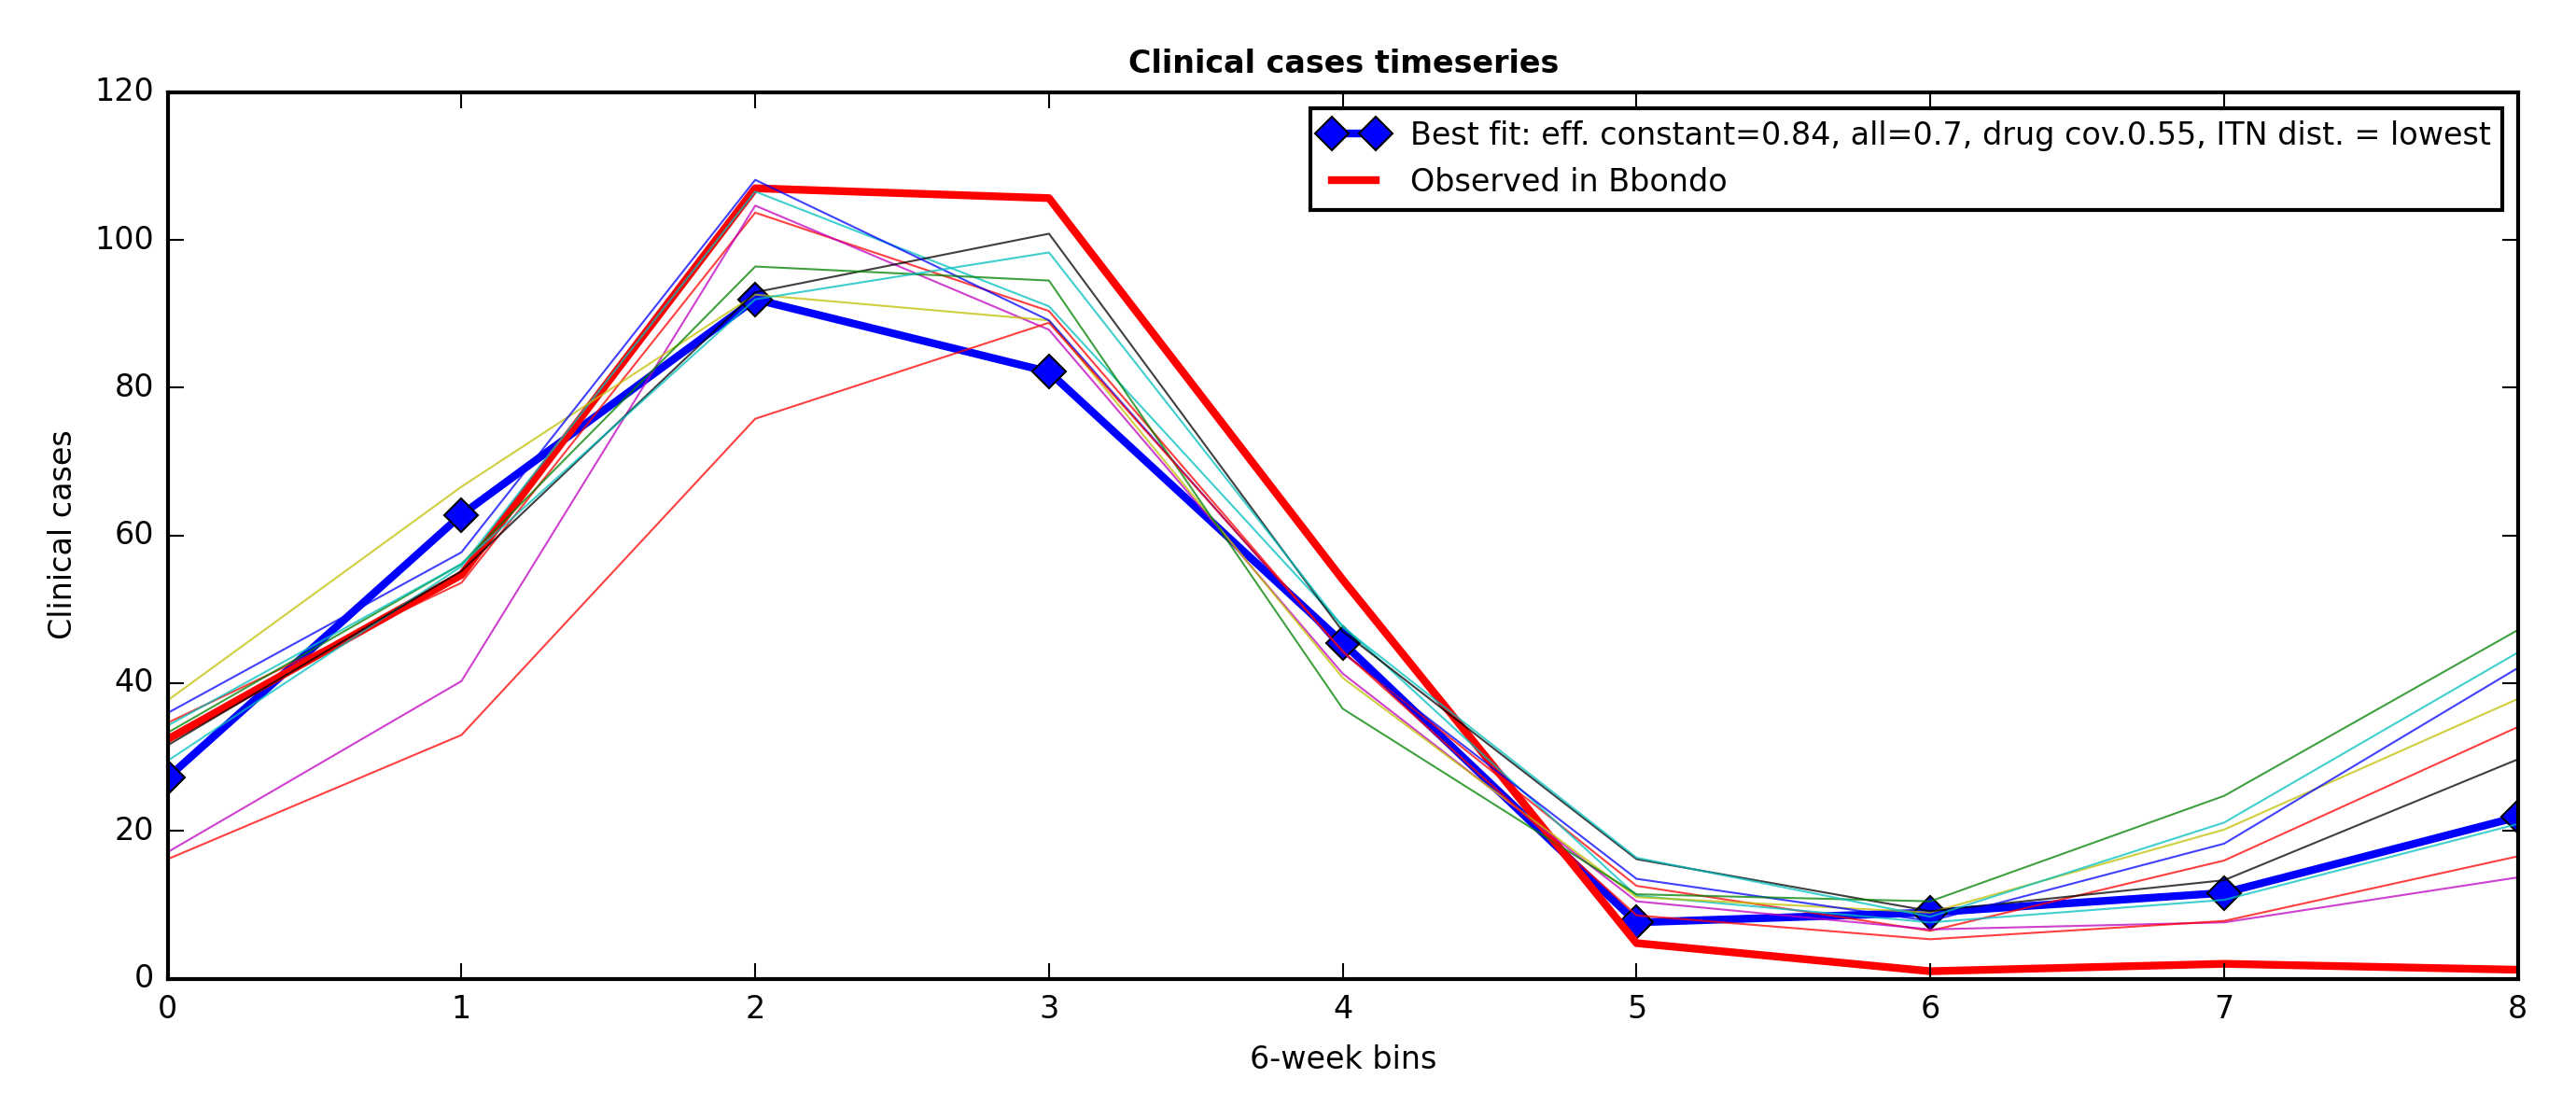 Clinical cases timeseries
Best fit: eff. constant=0.84, all=0.7, drug cov.0.55, ITN dist. = lowest
Observed in Bbondo
120
100
80
60
40
20
0
Clinical cases
0 1 2 3 4 5 6 7 8
6-week bins